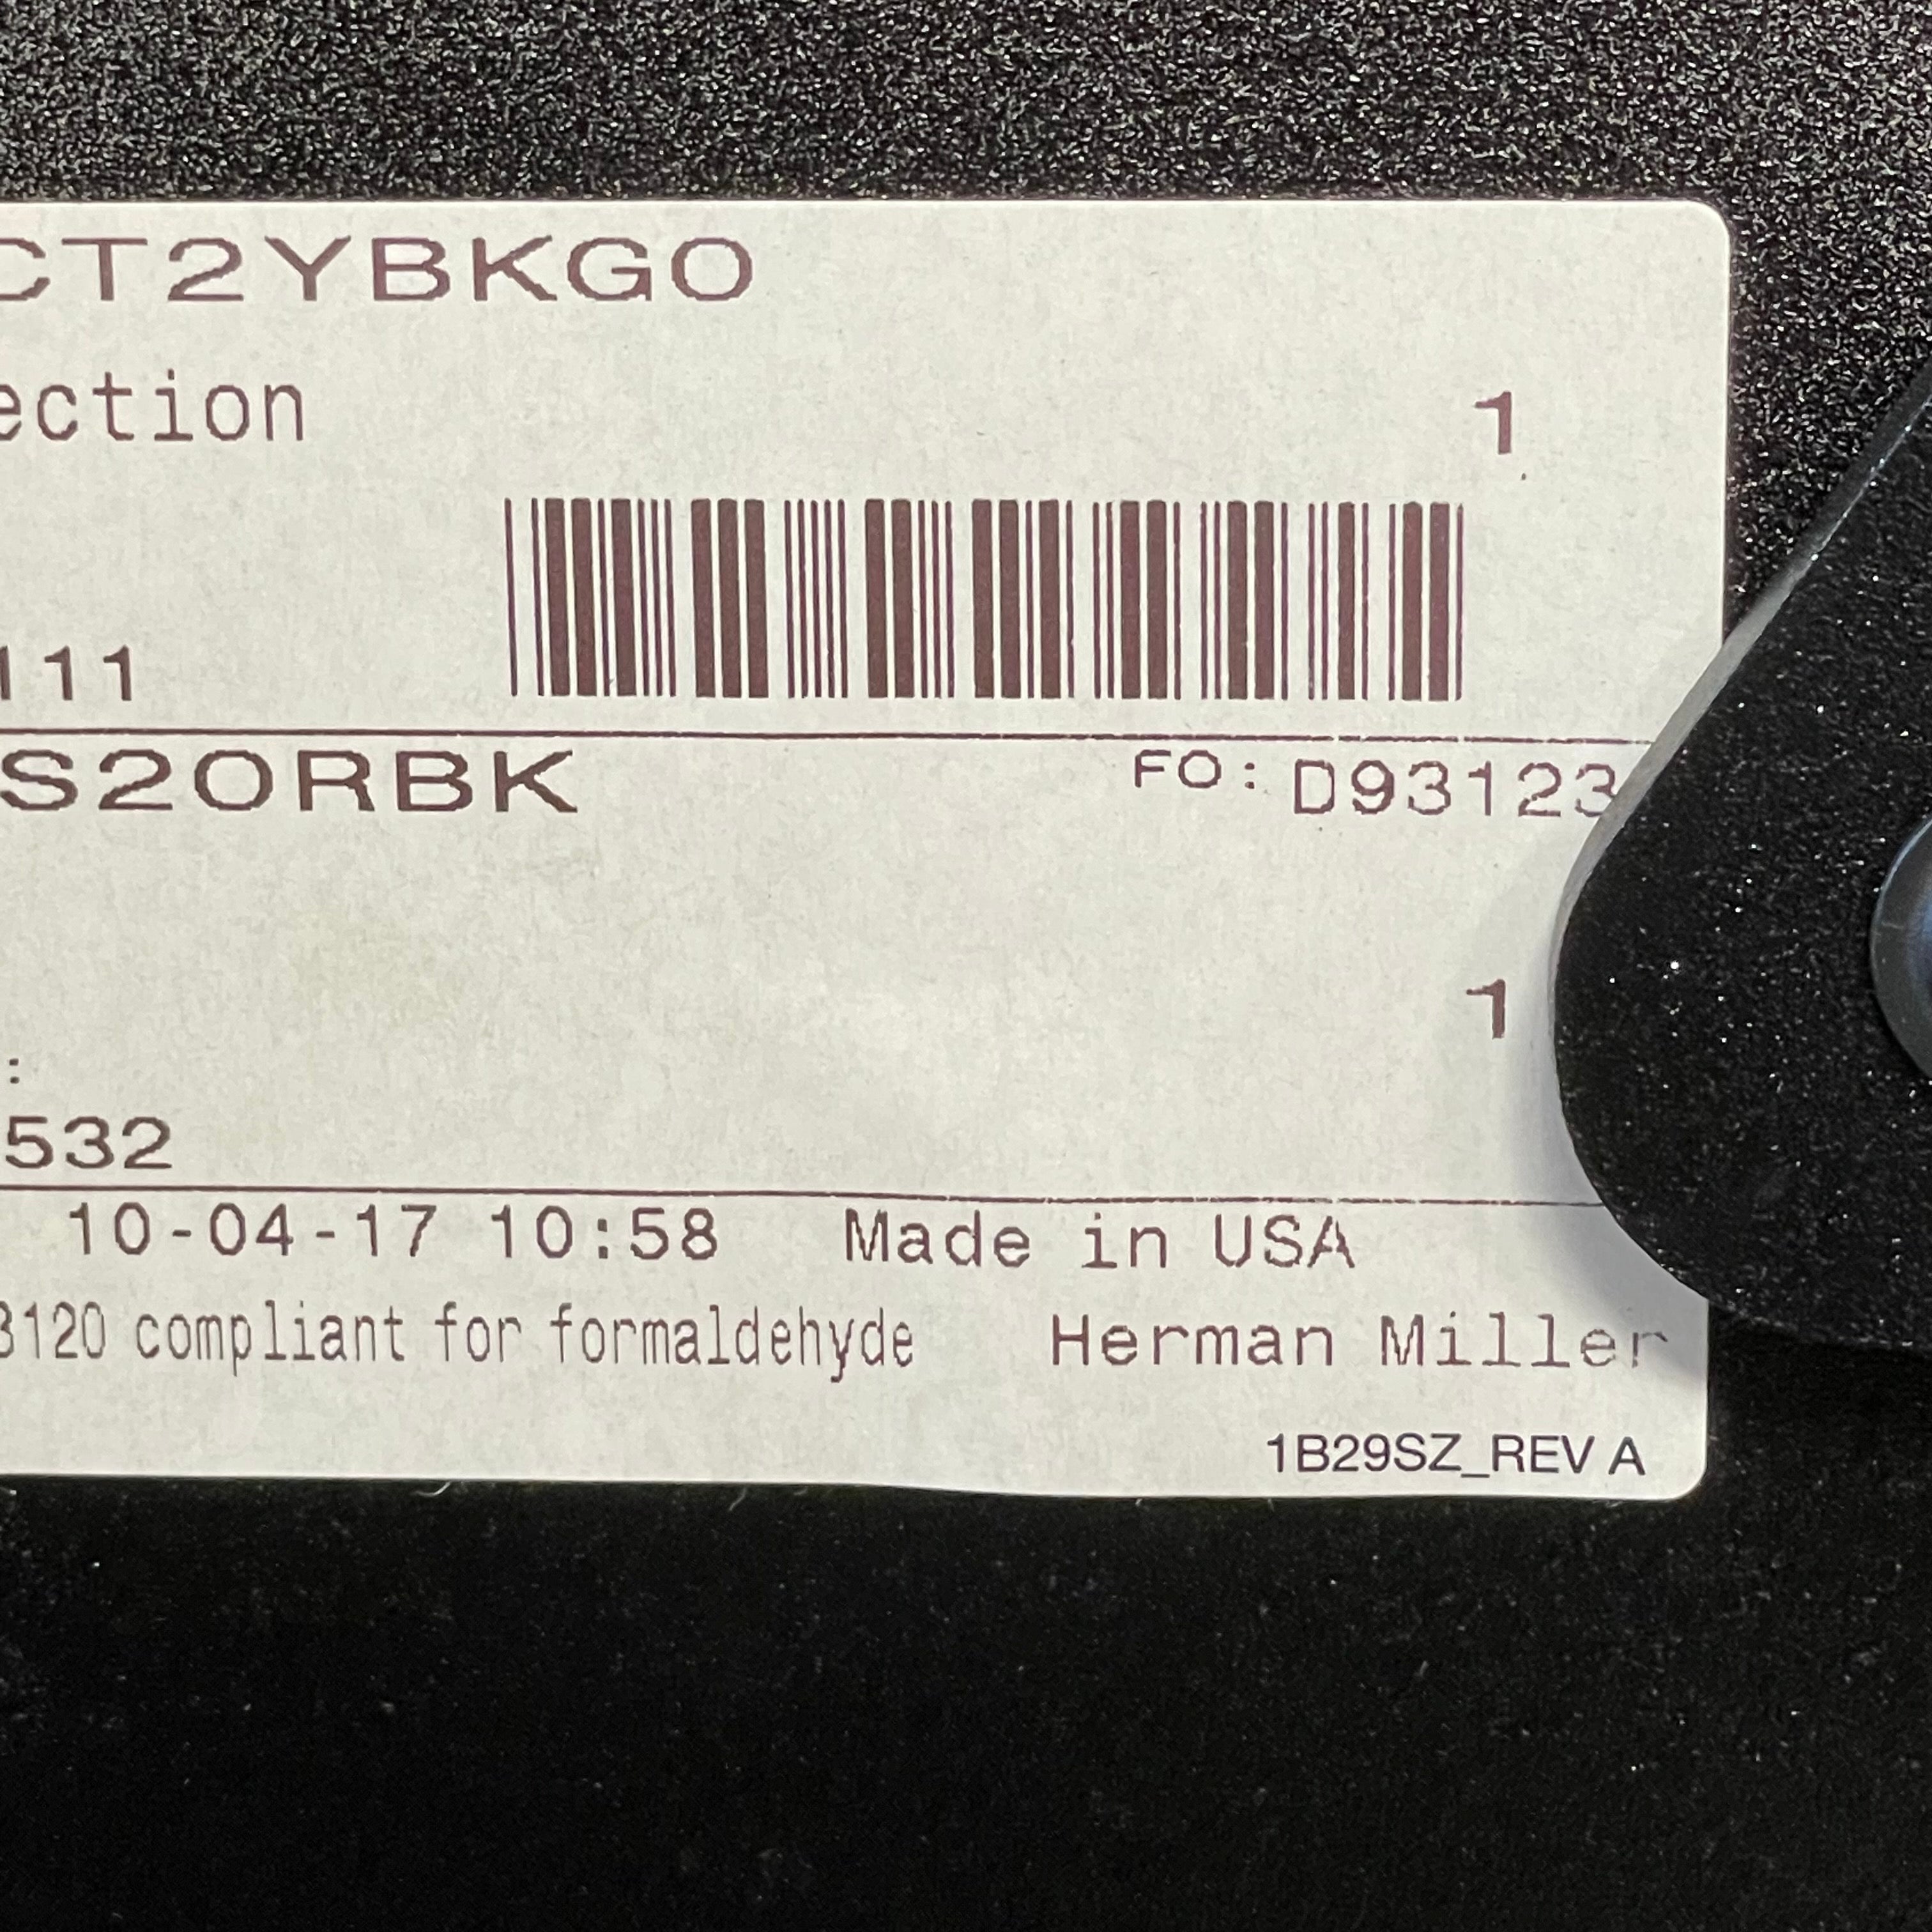 CT2YBKGO
ection
1
111
S2ORBK FO: D93123
1
:
532
10-04-17 10:58 Made in USA
3120 compliant for formaldehyde Herman Miller
1B29SZ_REV A